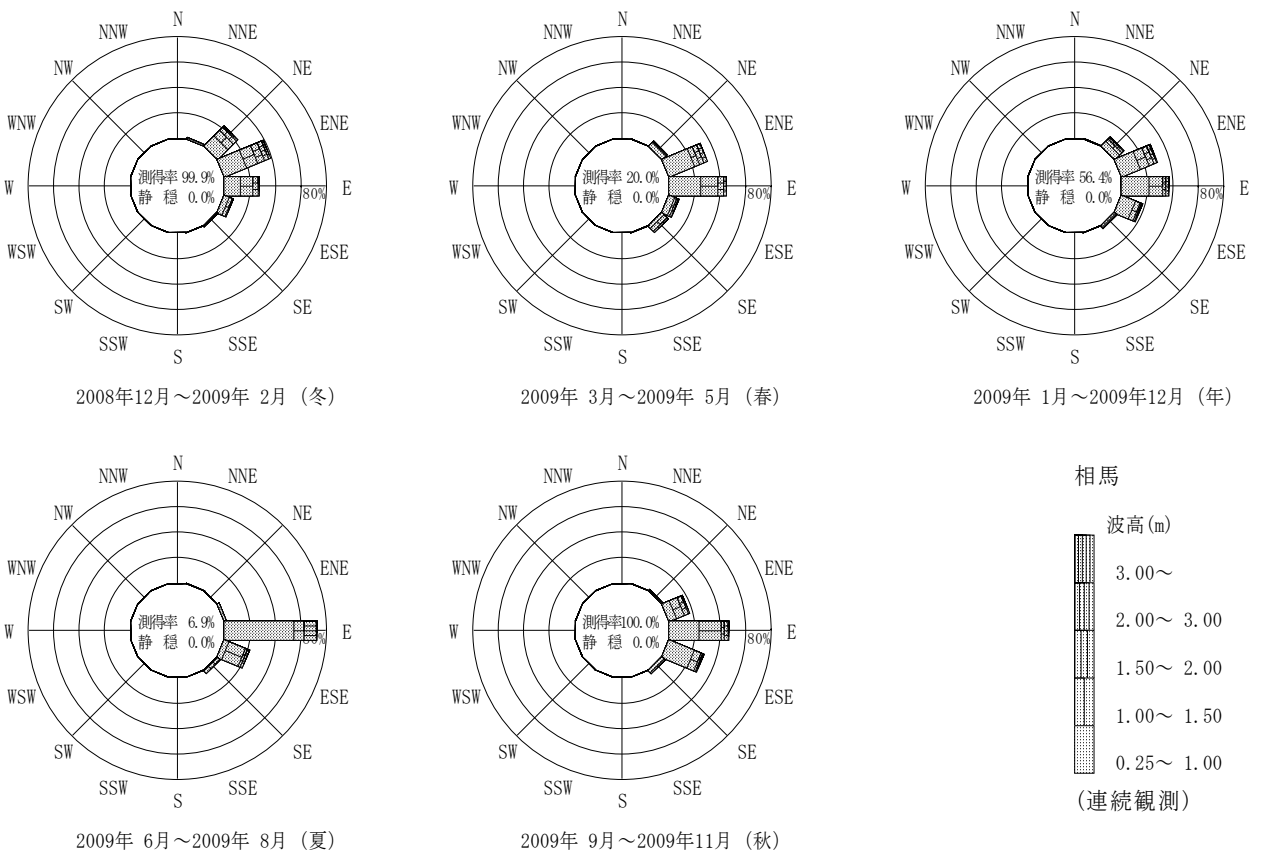 N
NNW NNE
NW NE
WNW ENE
測得率 99.9%
静 穏 0.0%
W 80% E
WSW ESE
SW SE
SSW SSE
S
2008年12月～2009年 2月 (冬)
N
NNW NNE
NW NE
WNW ENE
測得率 20.0%
静 穏 0.0%
W 80% E
WSW ESE
SW SE
SSW SSE
S
2009年 3月～2009年 5月 (春)
N
NNW NNE
NW NE
WNW ENE
測得率 56.4%
静 穏 0.0%
W 80% E
WSW ESE
SW SE
SSW SSE
S
2009年 1月～2009年12月 (年)
N
NNW NNE
NW NE
WNW ENE
測得率 6.9%
静 穏 0.0%
W 80% E
WSW ESE
SW SE
SSW SSE
S
2009年 6月～2009年 8月 (夏)
N
NNW NNE
NW NE
WNW ENE
測得率100.0%
静 穏 0.0%
W 80% E
WSW ESE
SW SE
SSW SSE
S
2009年 9月～2009年11月 (秋)
相馬
波高(m)
3.00～
2.00～ 3.00
1.50～ 2.00
1.00～ 1.50
0.25～ 1.00
(連続観測)